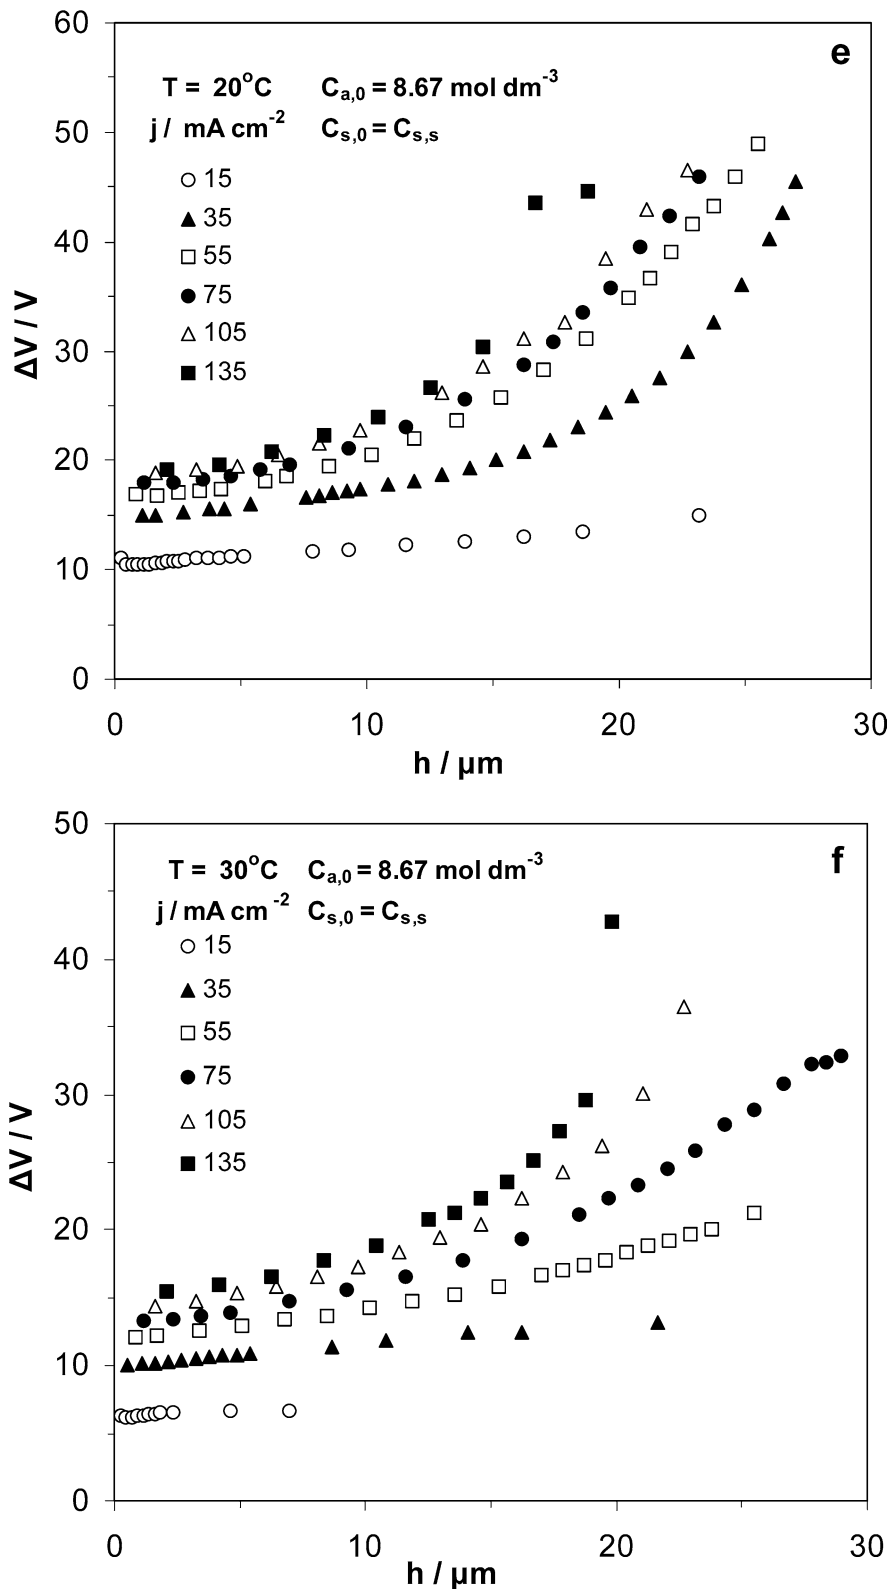 60
e
T = 20°C Cₐ,₀ = 8.67 mol dm⁻³
50
j / mA cm⁻² Cₛ,₀ = Cₛ,ₛ
15
35
40
55
75
ΔV / V
30
105
135
20
10
0
0 10 20 30
h / µm
50
f
T = 30°C Cₐ,₀ = 8.67 mol dm⁻³
j / mA cm⁻² Cₛ,₀ = Cₛ,ₛ
15
40
35
55
75
30
ΔV / V
105
135
20
10
0
0 10 20 30
h / µm